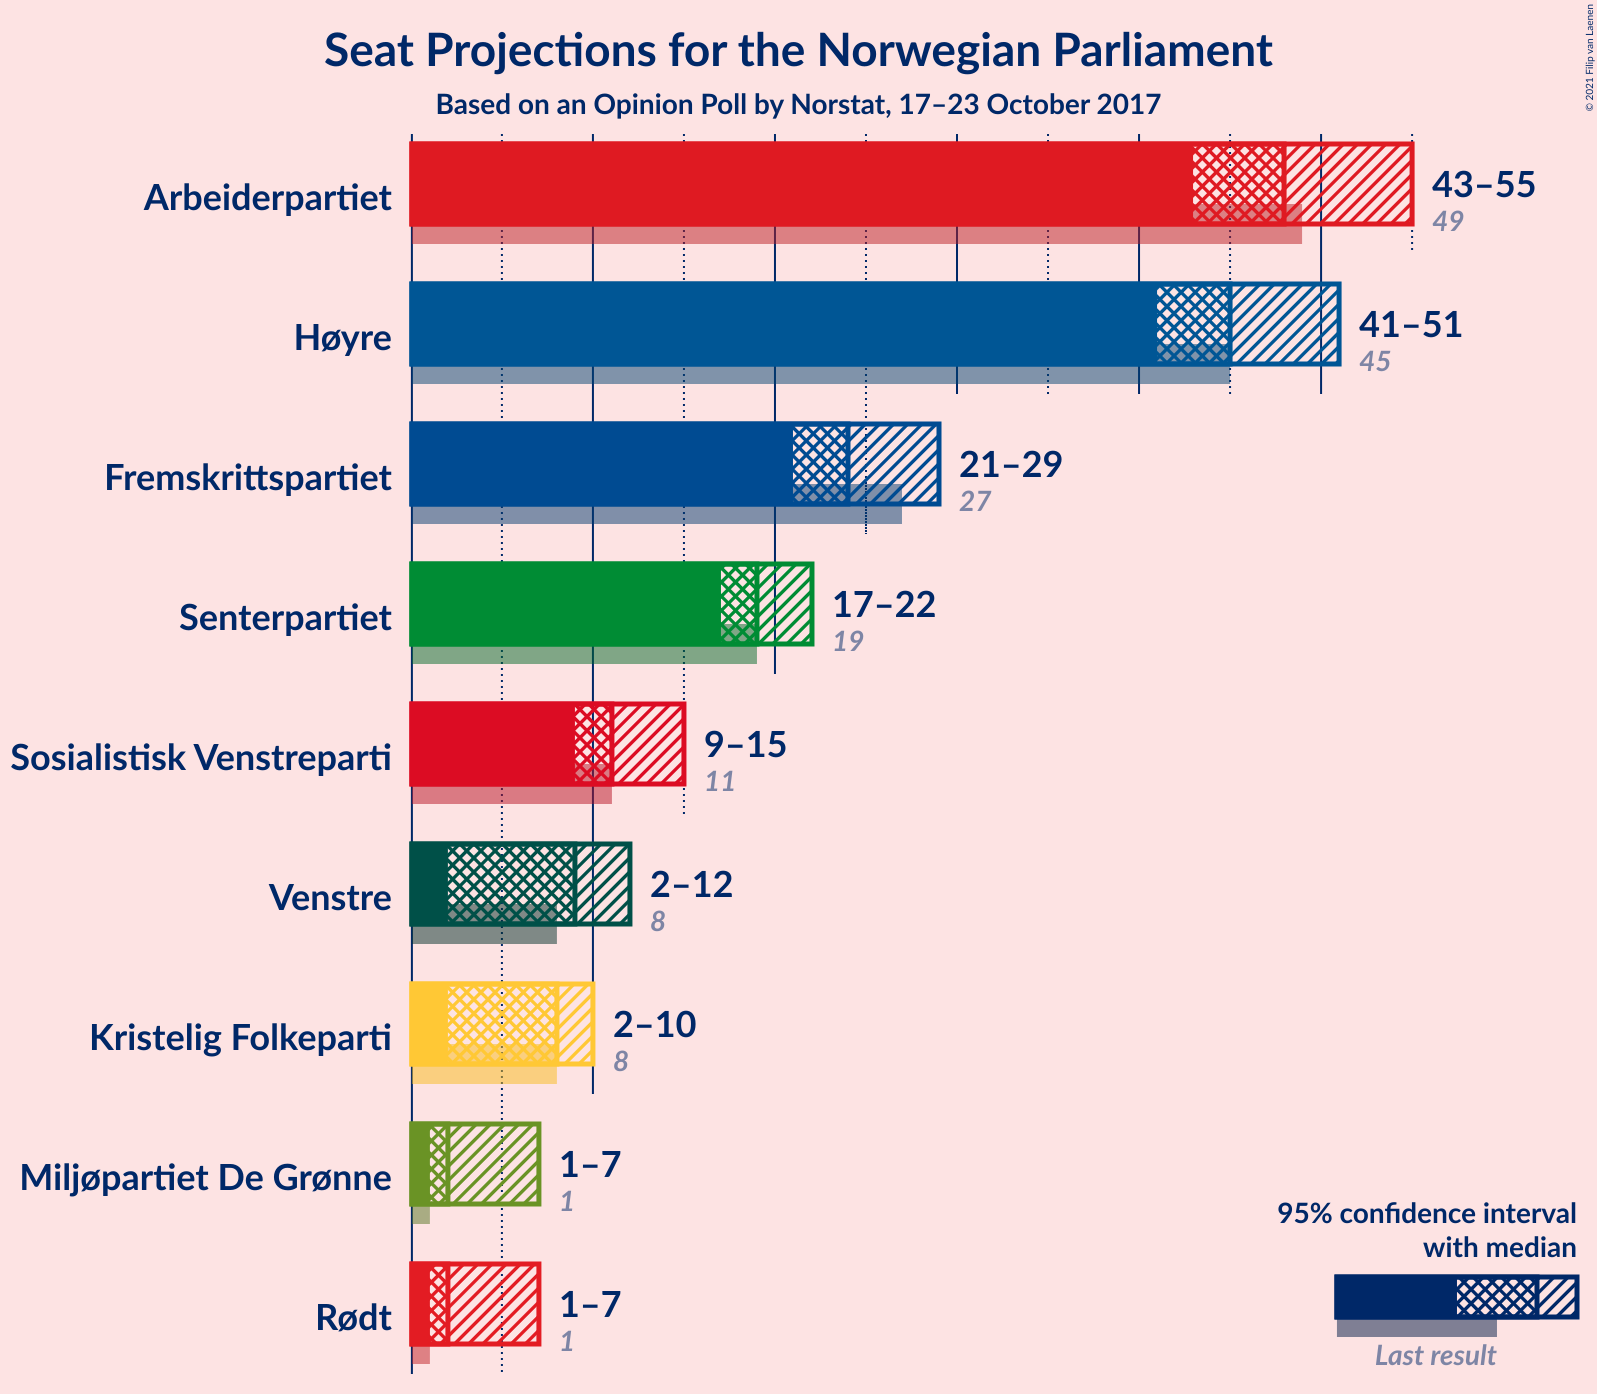 Seat Projections for the Norwegian Parliament
Based on an Opinion Poll by Norstat, 17–23 October 2017
© 2021 Filip van Laenen
Arbeiderpartiet
43–55
49
Høyre
41–51
45
Fremskrittspartiet
21–29
27
Senterpartiet
17–22
19
Sosialistisk Venstreparti
9–15
11
Venstre
2–12
8
Kristelig Folkeparti
2–10
8
Miljøpartiet De Grønne
1–7
1
Rødt
1–7
1
95% confidence interval
with median
Last result